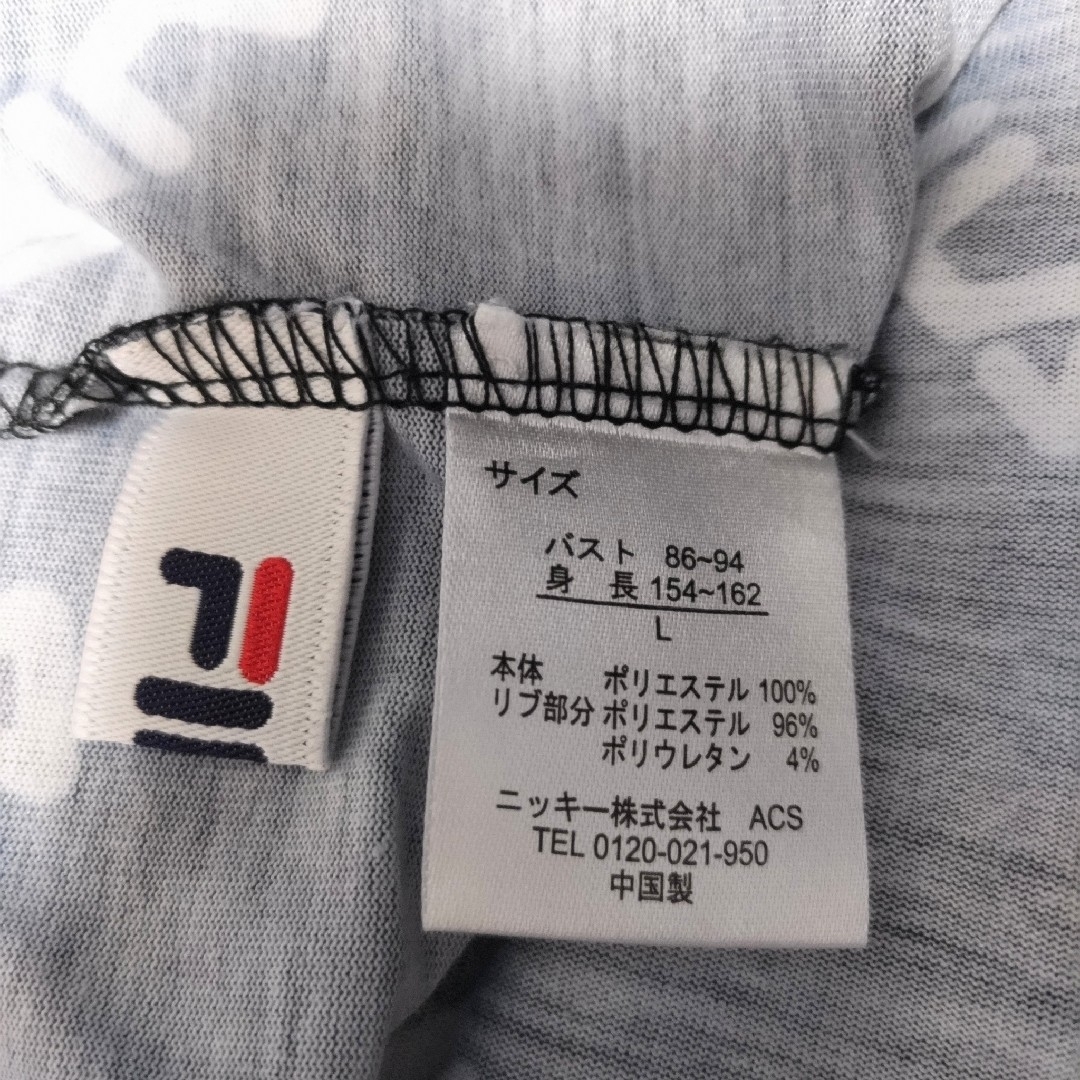 サイズ
バスト 86~94
身 長 154~162
L
本体 ポリエステル 100%
リブ部分 ポリエステル 96%
ポリウレタン 4%
ニッキー株式会社 ACS
TEL 0120-021-950
中国製